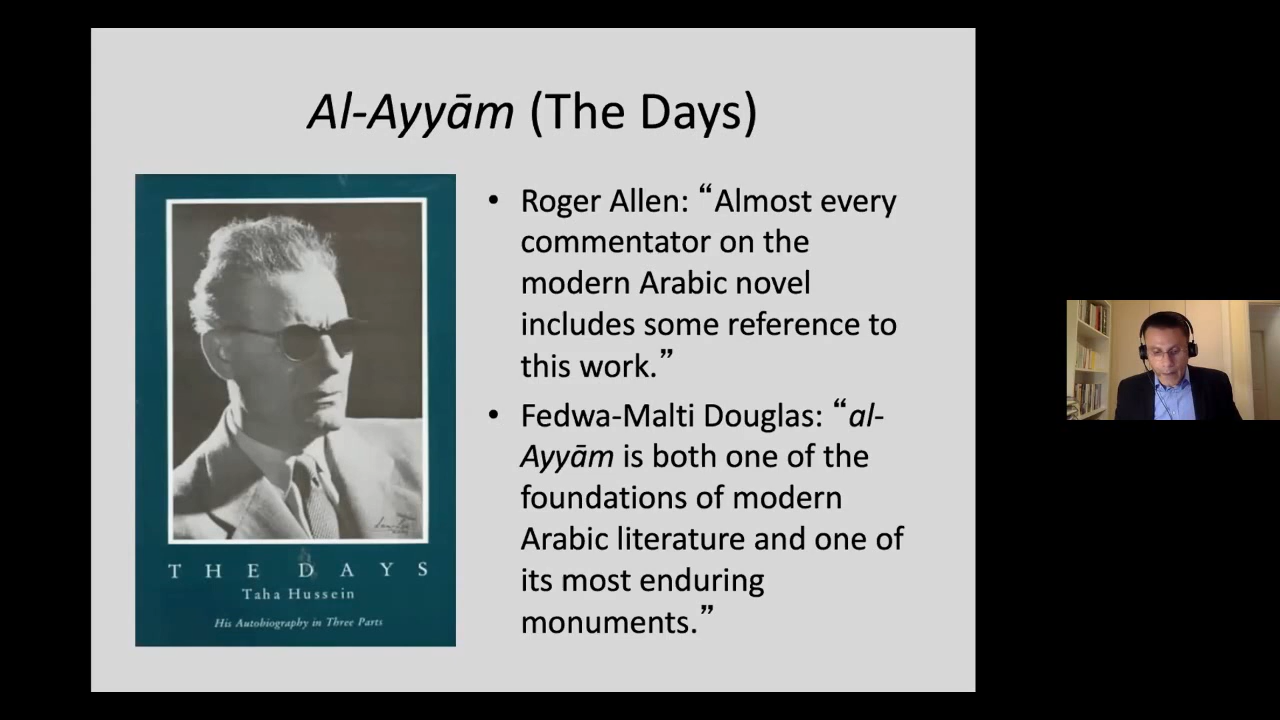 Al-Ayyām (The Days)
THE DAYS
Taha Hussein
His Autobiography in Three Parts
• Roger Allen: “Almost every
commentator on the
modern Arabic novel
includes some reference to
this work.”
• Fedwa-Malti Douglas: “al-
Ayyām is both one of the
foundations of modern
Arabic literature and one of
its most enduring
monuments.”